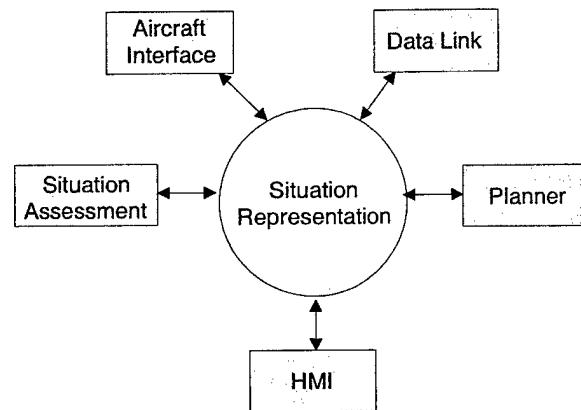 Aircraft
Interface
Data Link
Situation
Assessment
Situation
Representation
Planner
HMI